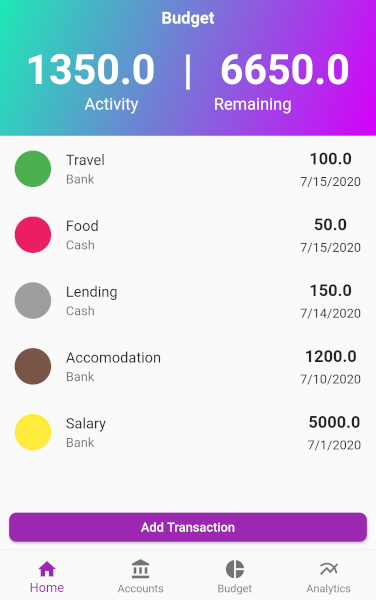 Budget
1350.0 | 6650.0
Activity Remaining
Travel 100.0
Bank 7/15/2020
Food 50.0
Cash 7/15/2020
Lending 150.0
Cash 7/14/2020
Accomodation 1200.0
Bank 7/10/2020
Salary 5000.0
Bank 7/1/2020
Add Transaction
Home Accounts Budget Analytics